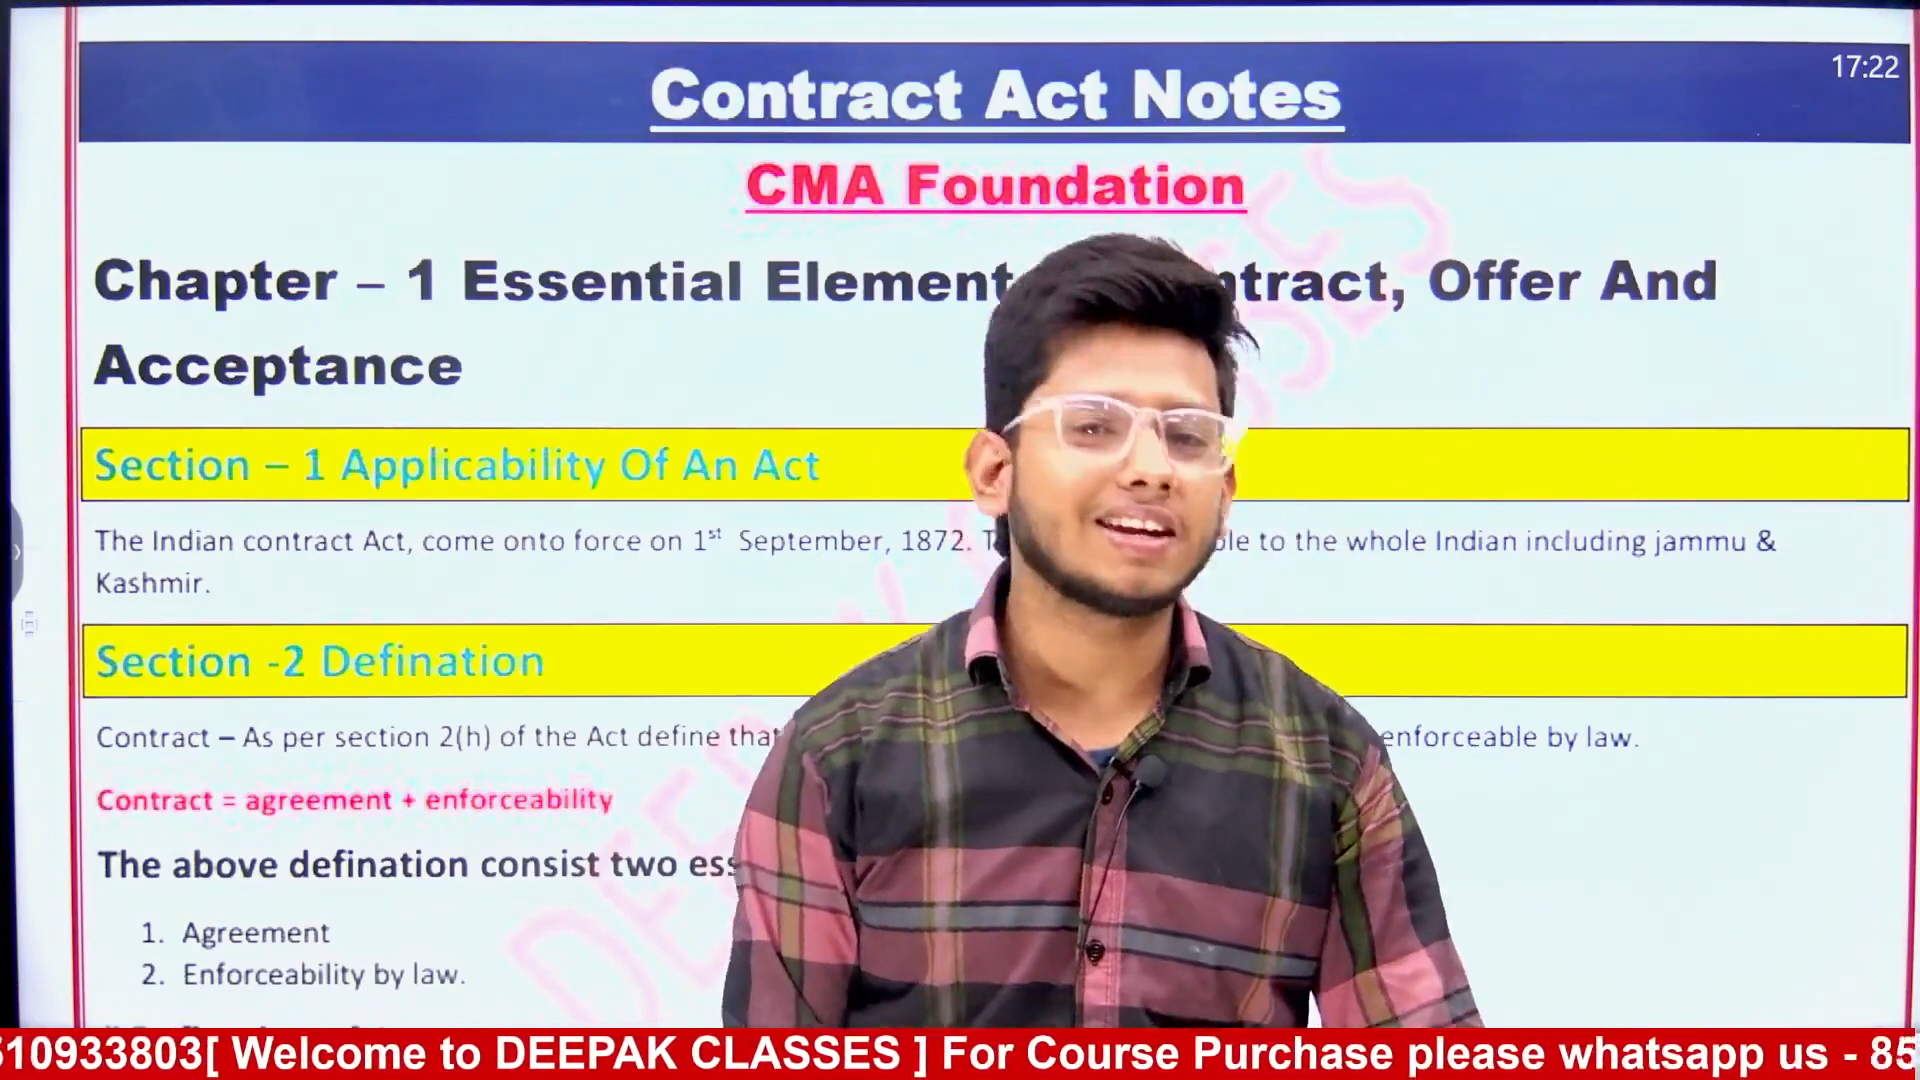 Contract Act Notes
17:22
CMA Foundation
Chapter – 1 Essential Element ntract, Offer And
Acceptance
Section – 1 Applicability Of An Act
The Indian contract Act, come onto force on 1st September, 1872. to the whole Indian including jammu &
Kashmir.
Section -2 Defination
Contract – As per section 2(h) of the Act define that enforceable by law.
Contract = agreement + enforceability
The above defination consist two
1. Agreement
2. Enforceability by law.
510933803[ Welcome to DEEPAK CLASSES ] For Course Purchase please whatsapp us - 85